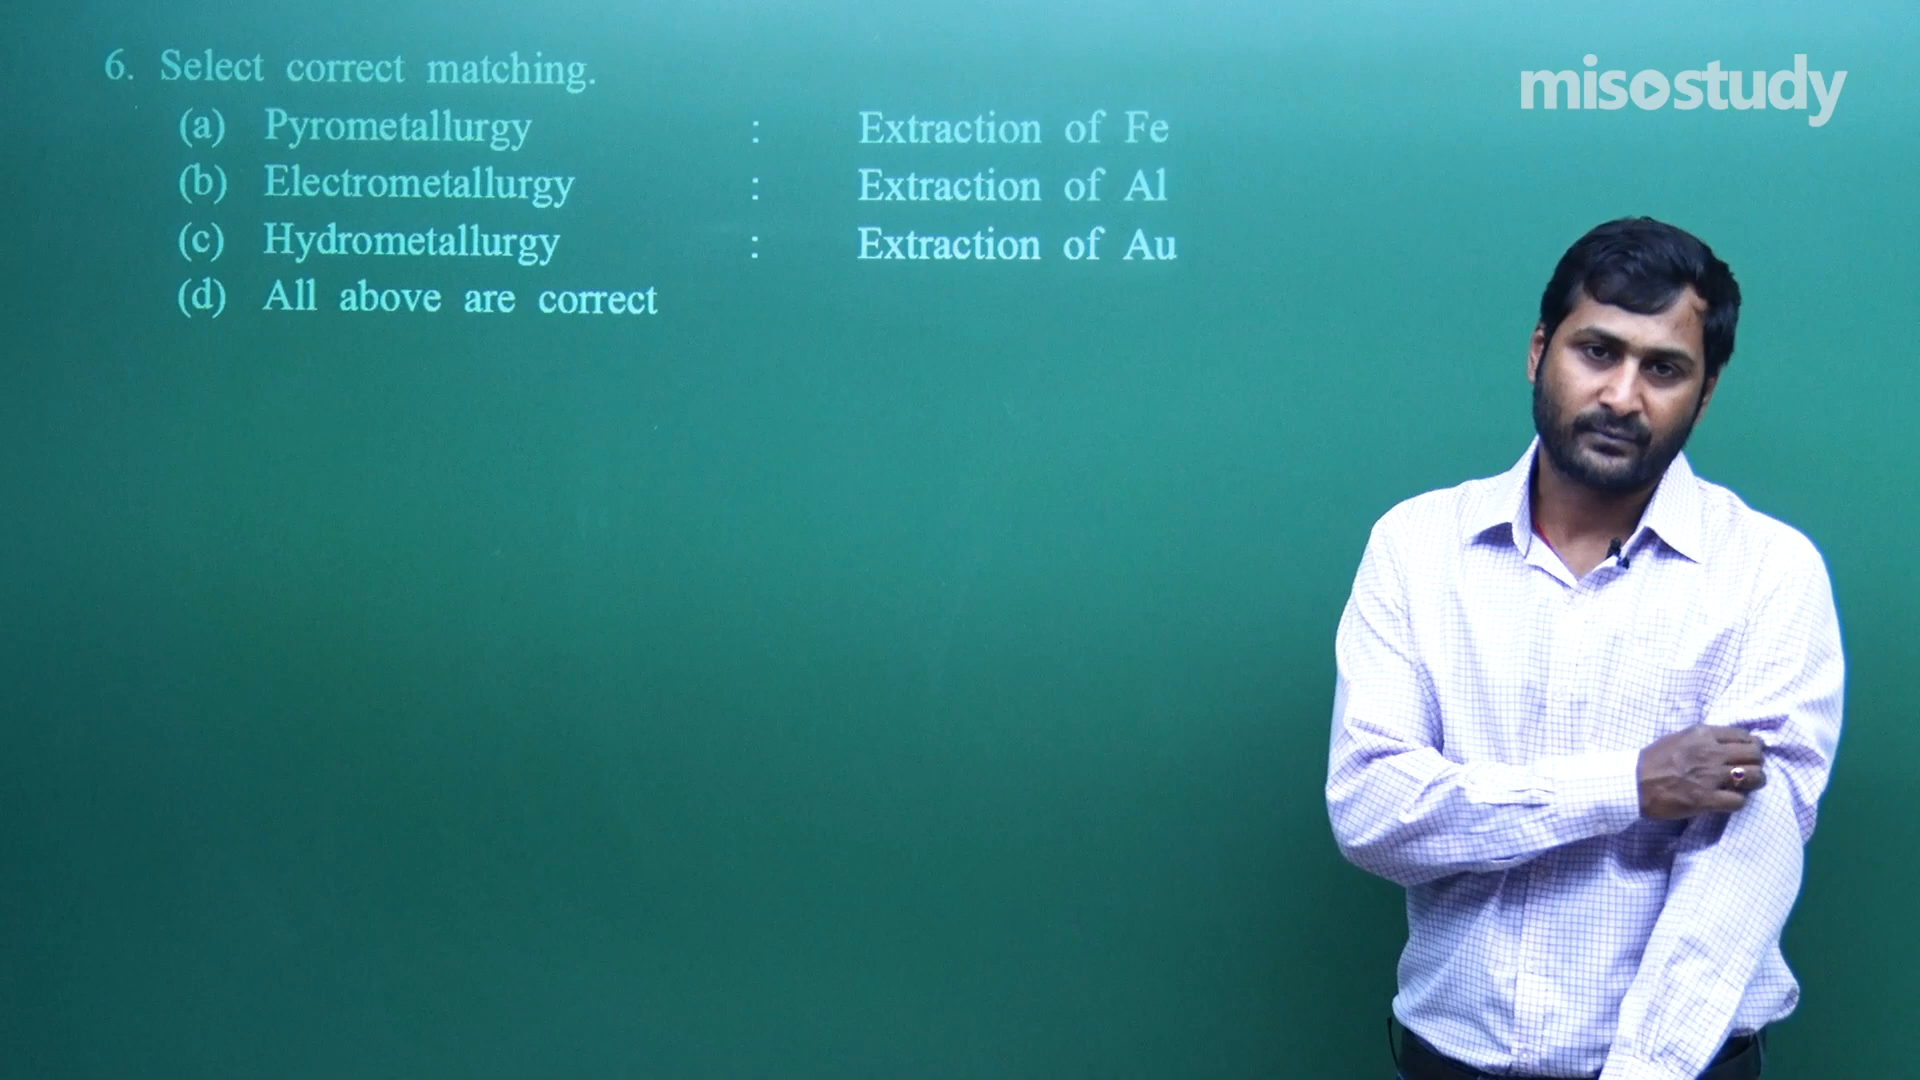 misostudy
6. Select correct matching.
(a) Pyrometallurgy : Extraction of Fe
(b) Electrometallurgy : Extraction of Al
(c) Hydrometallurgy : Extraction of Au
(d) All above are correct